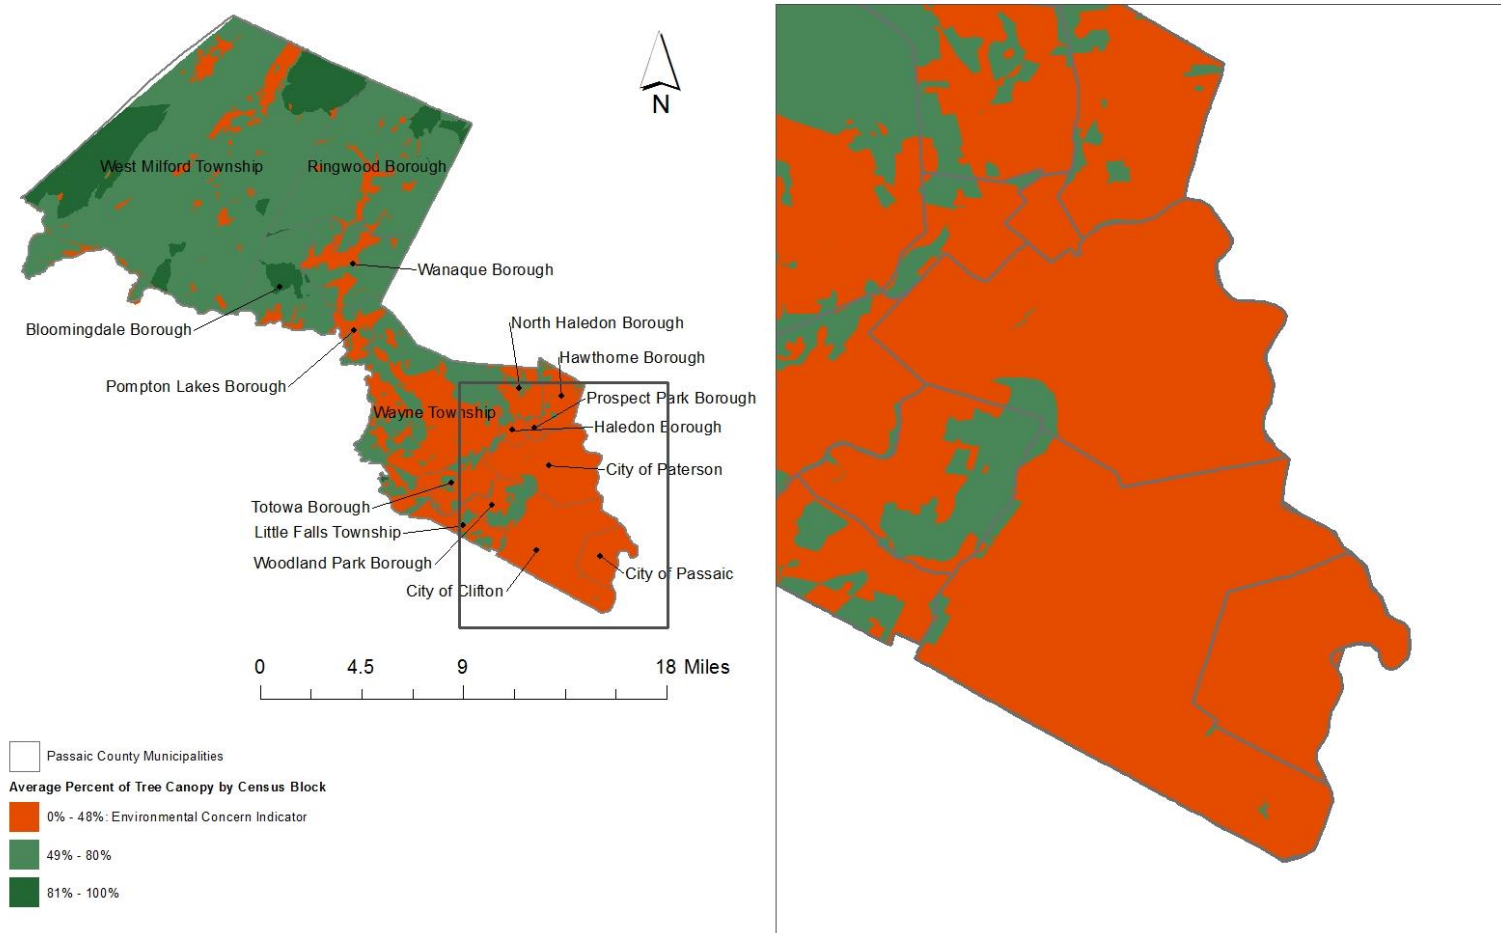 N
West Milford Township
Ringwood Borough
Wanaque Borough
Bloomingdale Borough
North Haledon Borough
Hawthorne Borough
Pompton Lakes Borough
Prospect Park Borough
Wayne Township
Haledon Borough
City of Paterson
Totowa Borough
Little Falls Township
Woodland Park Borough
City of Passaic
City of Clifton
0 4.5 9 18 Miles
Passaic County Municipalities
Average Percent of Tree Canopy by Census Block
0% - 48%: Environmental Concern Indicator
49% - 80%
81% - 100%